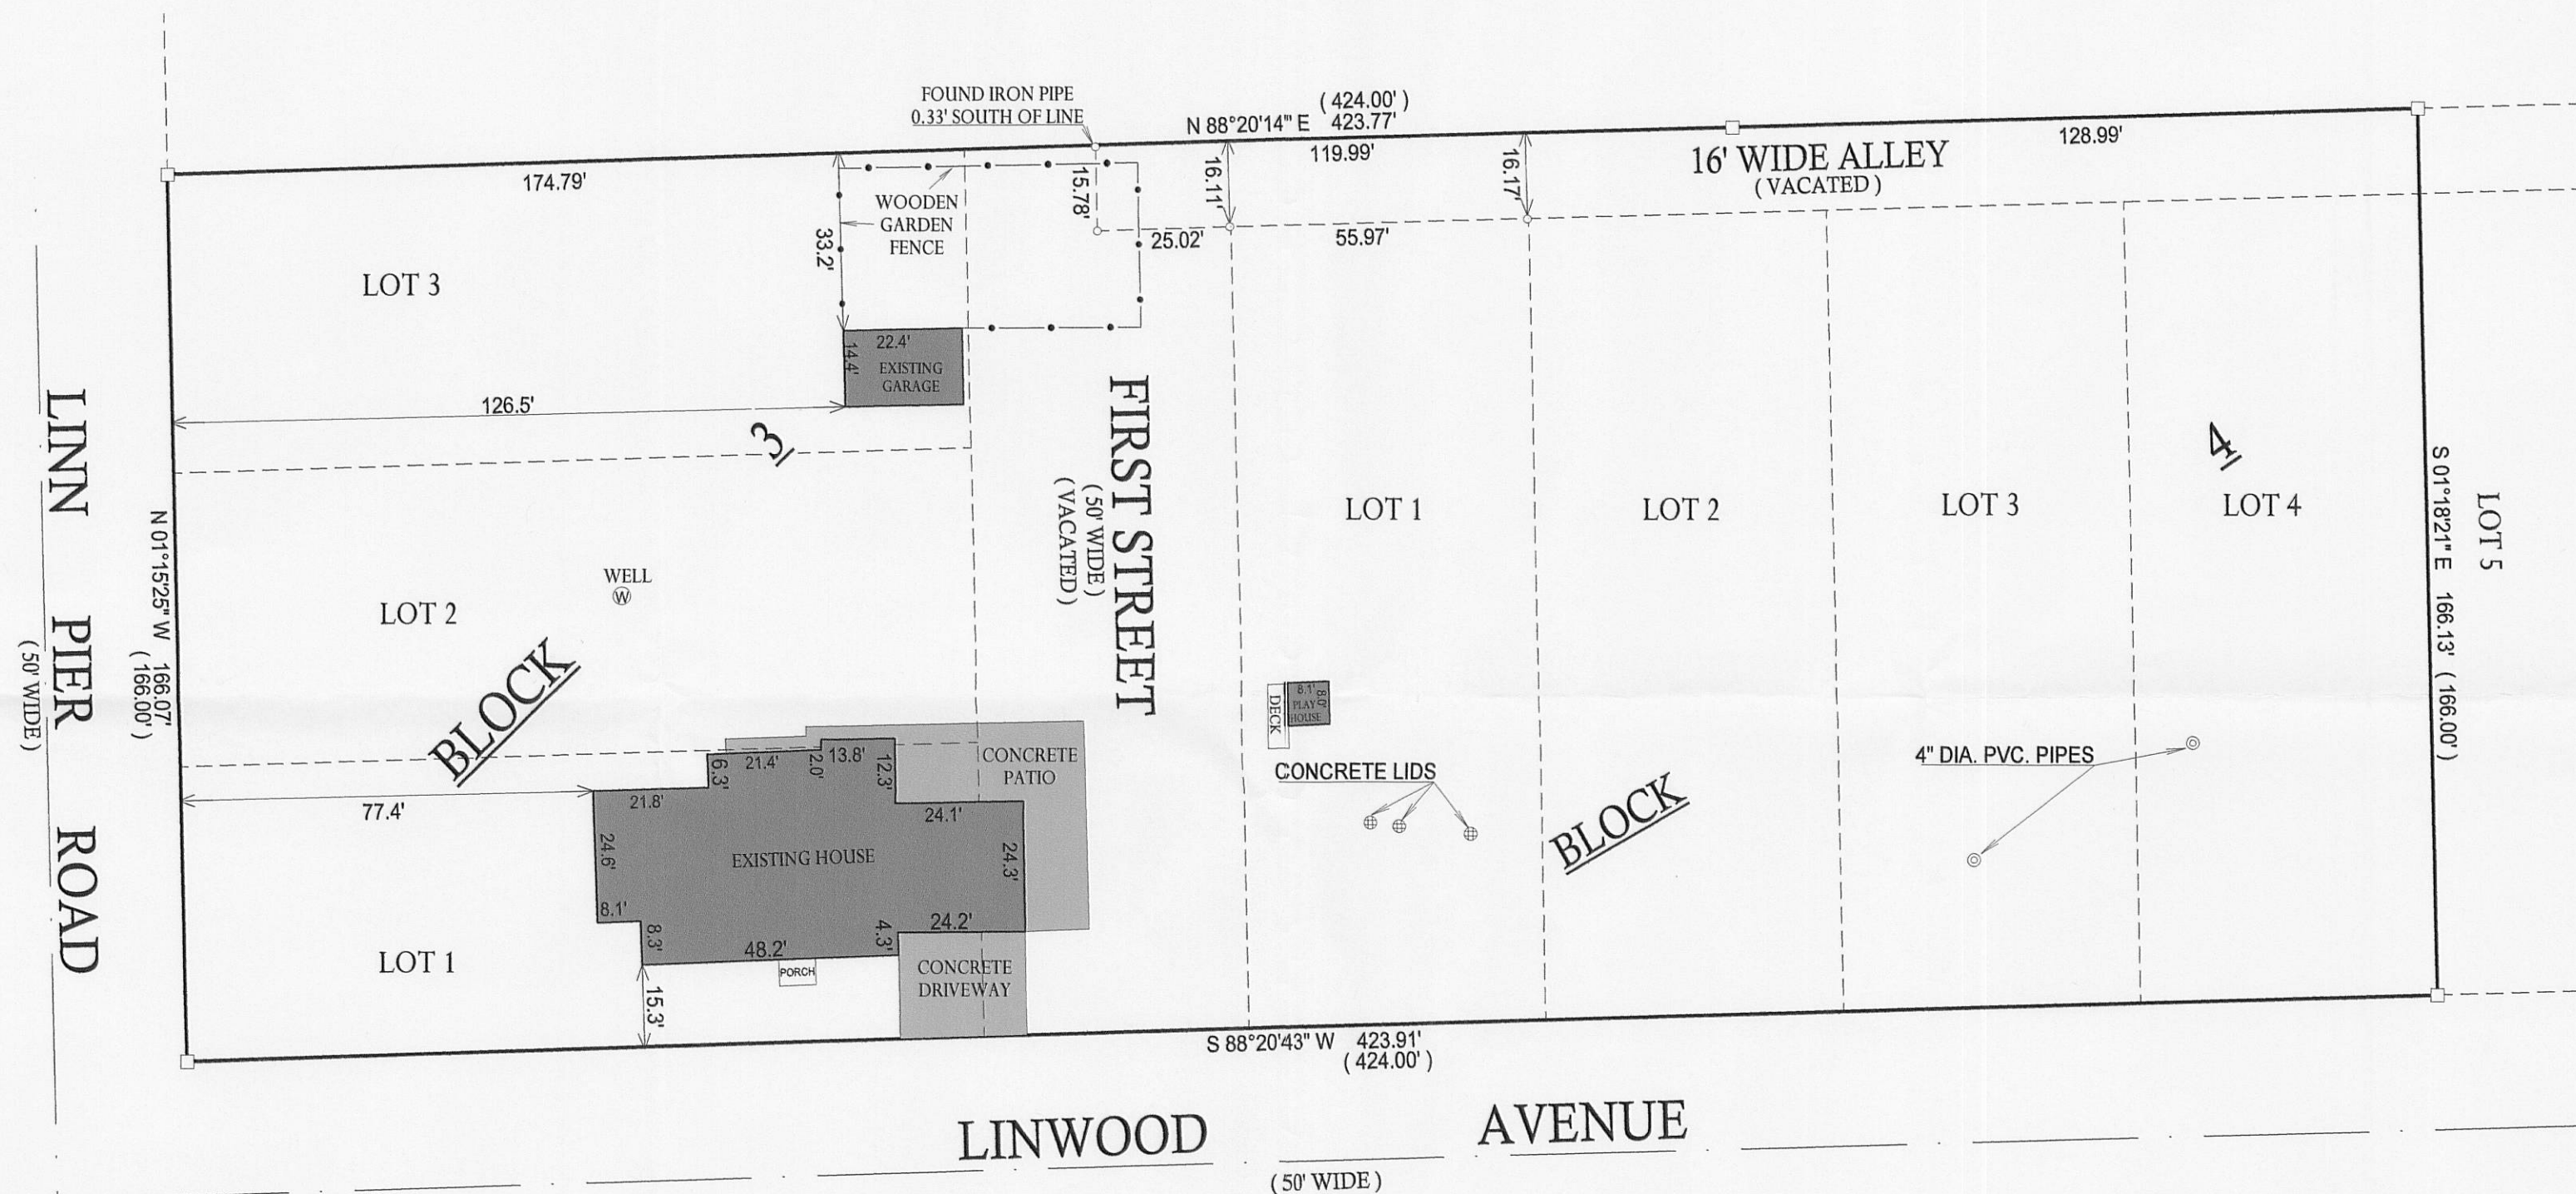 FOUND IRON PIPE
0.33' SOUTH OF LINE
( 424.00' )
N 88°20'14'" E 423.77'
174.79'
119.99'
128.99'
16' WIDE ALLEY
( VACATED )
16.11'
16.17'
15.78'
25.02'
55.97'
WOODEN
GARDEN
FENCE
33.2'
LOT 3
22.4'
14.4'
EXISTING
GARAGE
126.5'
3
FIRST STREET
( 50' WIDE )
( VACATED )
LOT 1
LOT 2
LOT 3
LOT 4
4
LOT 5
S 01°18'21" E 166.13' ( 166.00' )
LINN PIER ROAD
( 50' WIDE )
N 01°15'25" W 166.07'
( 166.00' )
LOT 2
WELL
W
BLOCK
8.1'
8.0'
PLAY
HOUSE
DECK
CONCRETE LIDS
4" DIA. PVC. PIPES
BLOCK
CONCRETE
PATIO
6.3'
21.4'
2.0'
13.8'
12.3'
77.4'
21.8'
24.1'
24.6'
EXISTING HOUSE
24.3'
8.1'
8.3'
48.2'
4.3'
24.2'
PORCH
15.3'
CONCRETE
DRIVEWAY
LOT 1
S 88°20'43" W 423.91'
( 424.00' )
LINWOOD AVENUE
( 50' WIDE )